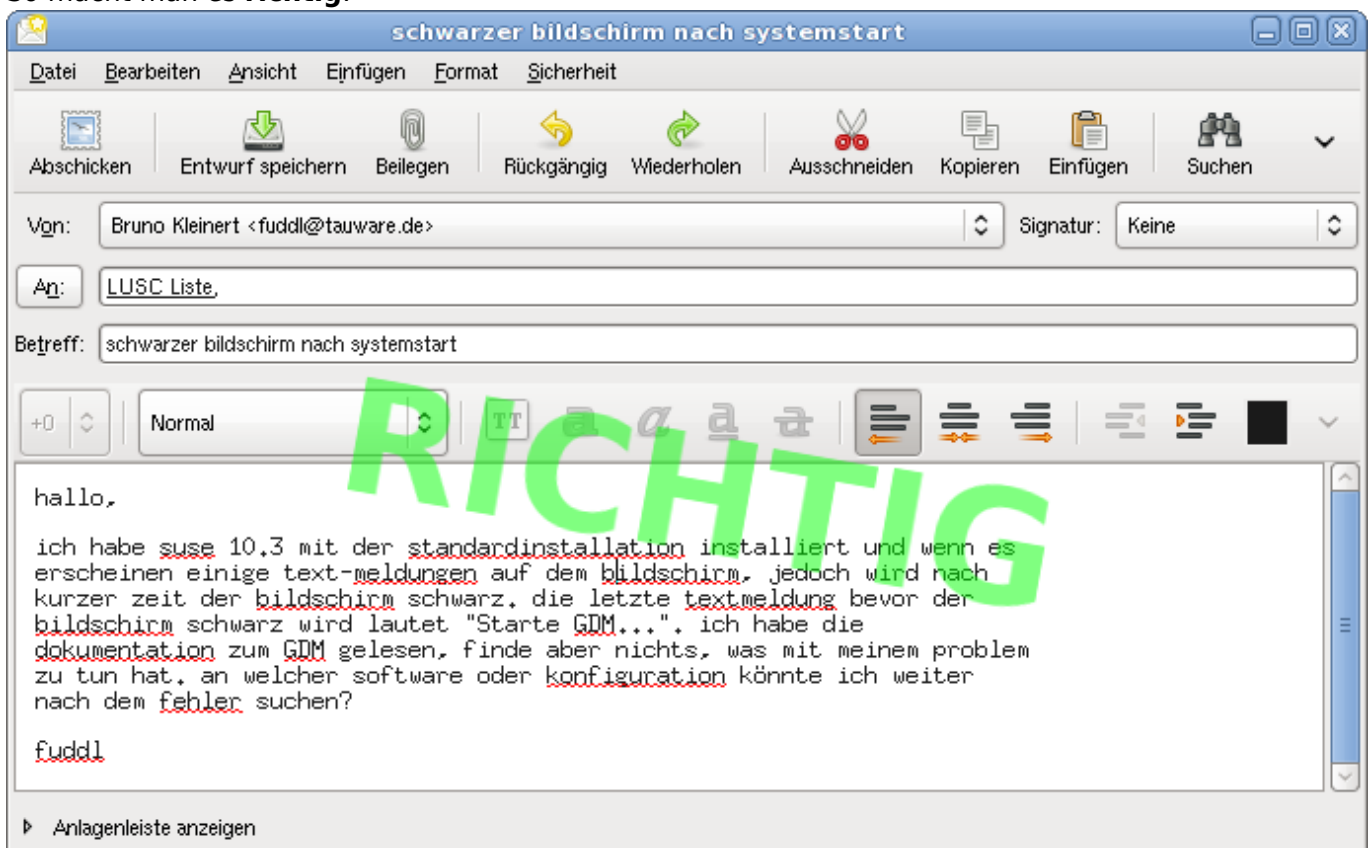 So macht man es richtig:
schwarzer bildschirm nach systemstart
Datei Bearbeiten Ansicht Einfügen Format Sicherheit
Abschicken Entwurf speichern Beilegen Rückgängig Wiederholen Ausschneiden Kopieren Einfügen Suchen
Von: Bruno Kleinert <fuddl@tauware.de> Signatur: Keine
An: LUSC Liste,
Betreff: schwarzer bildschirm nach systemstart
+0 Normal TT a a a a
RICHTIG
hallo,
ich habe suse 10.3 mit der standardinstallation installiert und wenn es
erscheinen einige text-meldungen auf dem bildschirm, jedoch wird nach
kurzer zeit der bildschirm schwarz. die letzte textmeldung bevor der
bildschirm schwarz wird lautet "Starte GDM...". ich habe die
dokumentation zum GDM gelesen, finde aber nichts, was mit meinem problem
zu tun hat. an welcher software oder konfiguration könnte ich weiter
nach dem fehler suchen?
fuddl
Anlagenleiste anzeigen